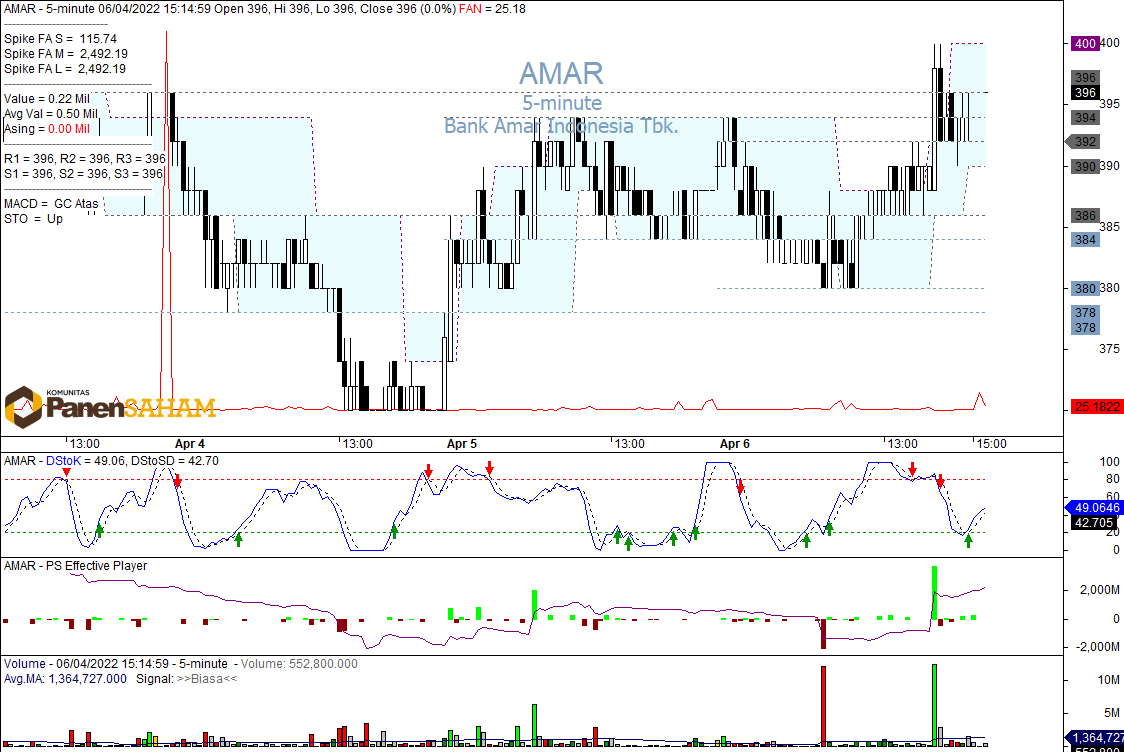 AMAR - 5-minute 06/04/2022 15:14:59 Open 396, Hi 396, Lo 396, Close 396 (0.0%) FAN = 25.18
Spike FA S = 115.74
Spike FA M = 2,492.19
Spike FA L = 2,492.19
Value = 0.22 Mil
Avg Val = 0.50 Mil
Asing = 0.00 Mil
R1 = 396, R2 = 396, R3 = 396
S1 = 396, S2 = 396, S3 = 396
MACD = GC Atas
STO = Up
AMAR
5-minute
Bank Amar Indonesia Tbk.
400 400
396
396
395
394
392
390 390
386
385
384
380 380
378
378
375
25.1822
KOMUNITAS
PanenSAHAM
13:00 Apr 4 13:00 Apr 5 13:00 Apr 6 13:00 15:00
AMAR - DStoK = 49.06, DStoSD = 42.70
100
80
60
49.0646
42.705
20
0
AMAR - PS Effective Player
2,000M
0
-2,000M
Volume - 06/04/2022 15:14:59 - 5-minute - Volume: 552,800.000
Avg.MA: 1,364,727.000 Signal: >>Biasa<<
10M
5M
1,364,727